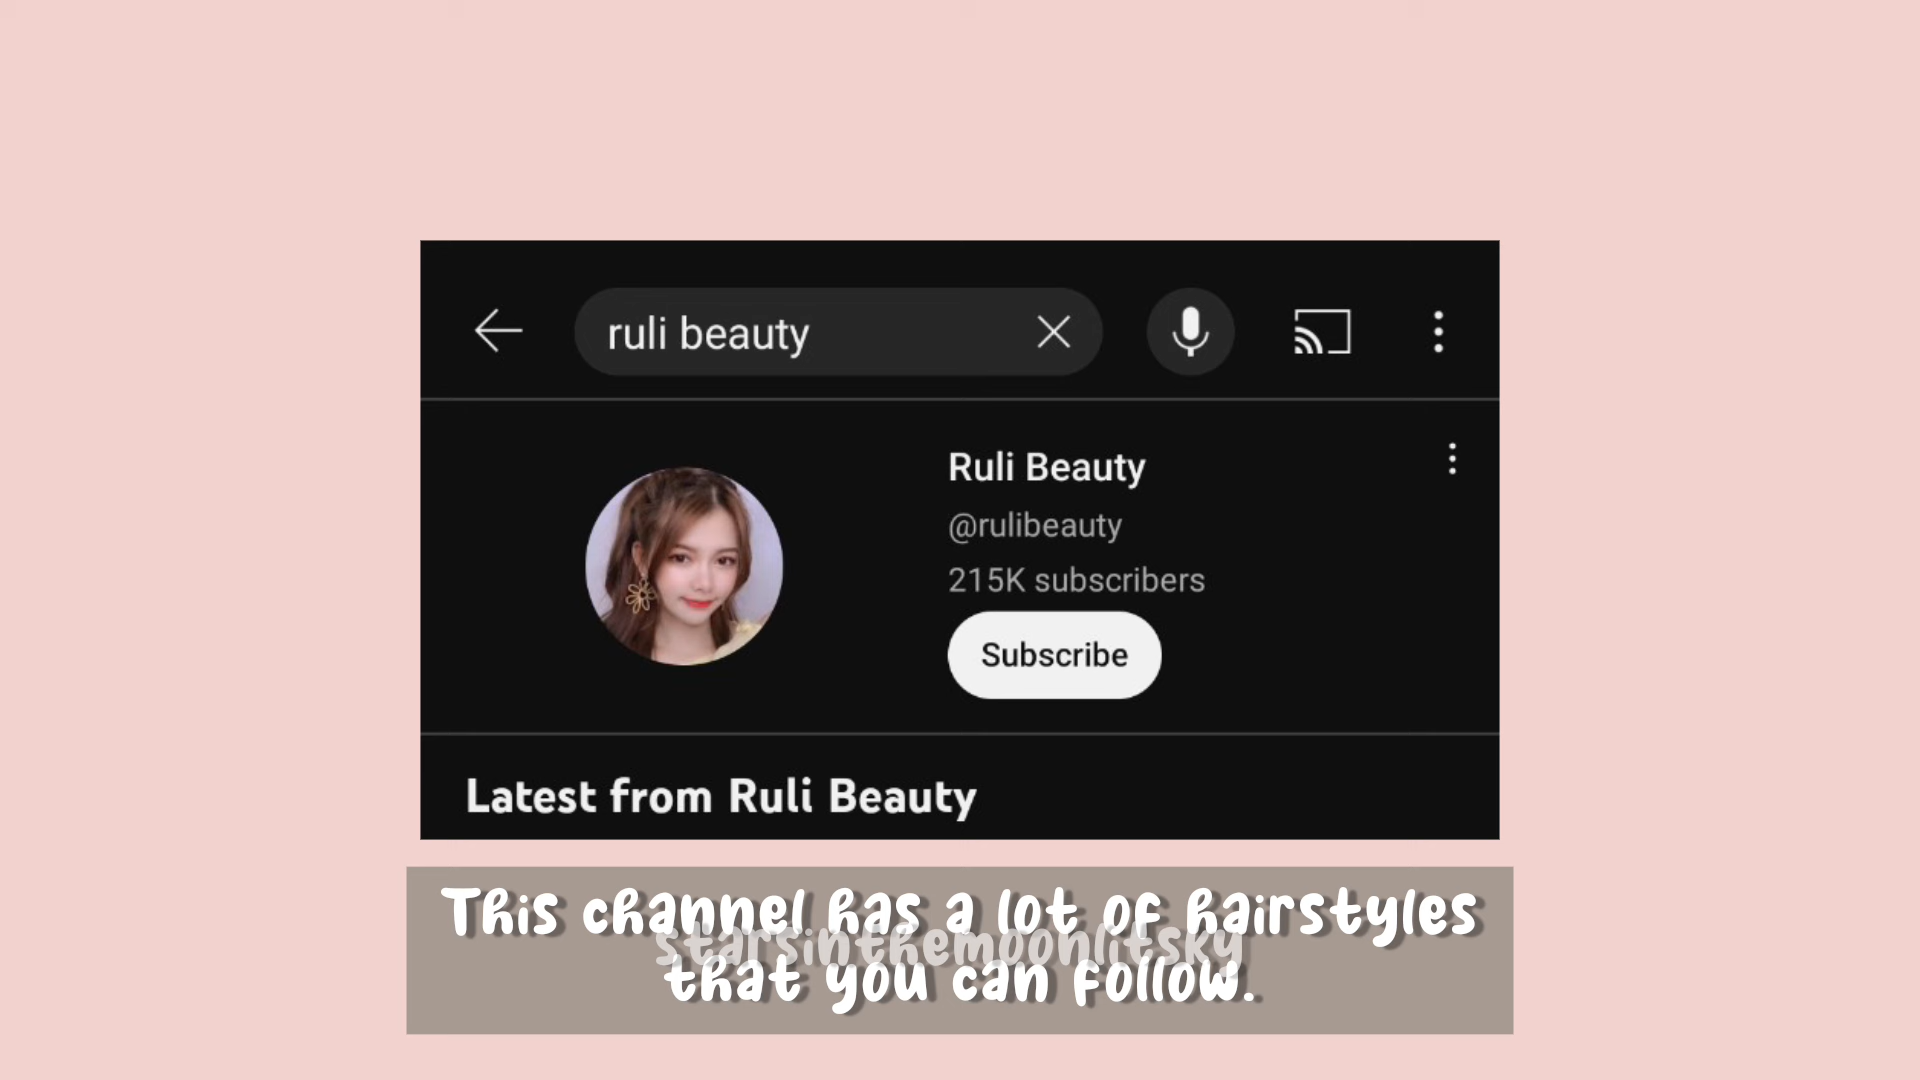 ruli beauty
Ruli Beauty
@rulibeauty
215K subscribers
Subscribe
Latest from Ruli Beauty
This channel has a lot of hairstyles
starsinthemoonlitsky
that you can follow.